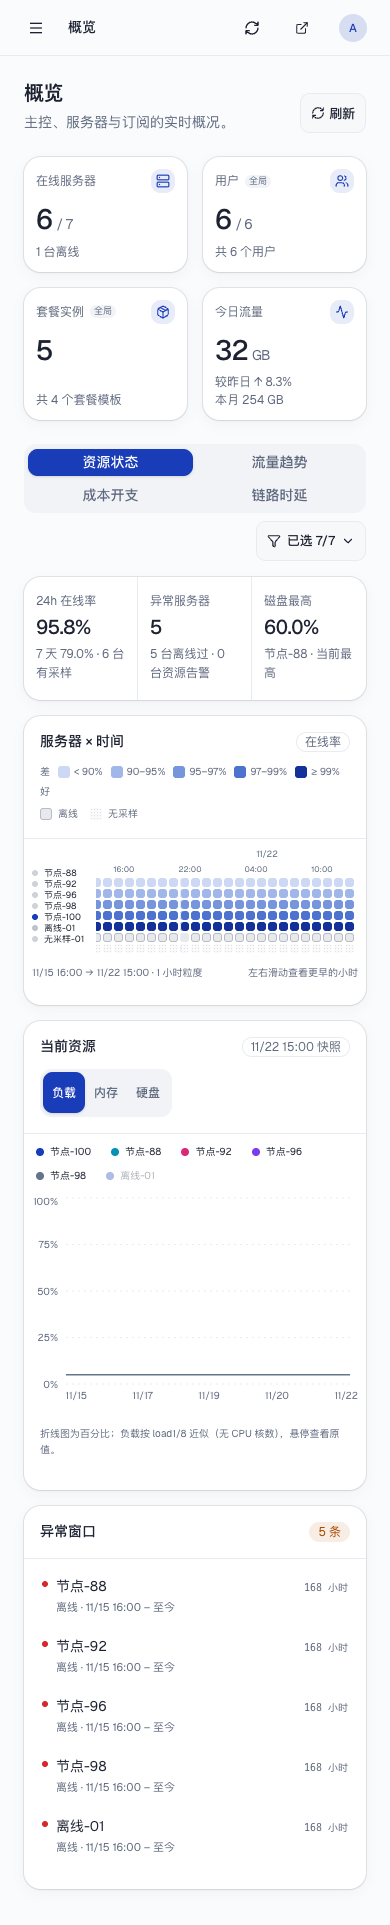 概览
A
概览
主控、服务器与订阅的实时概况。
刷新
在线服务器
6 / 7
1 台离线
用户 全局
6 / 6
共 6 个用户
套餐实例 全局
5
共 4 个套餐模板
今日流量
32 GB
较昨日 ↑ 8.3%
本月 254 GB
资源状态
流量趋势
成本开支
链路时延
已选 7/7
24h 在线率
95.8%
7 天 79.0% · 6 台
有采样
异常服务器
5
5 台离线过 · 0
台资源告警
磁盘最高
60.0%
节点-88 · 当前最
高
服务器 × 时间
在线率
差 < 90% 90–95% 95–97% 97–99% ≥ 99%
好
离线 无采样
11/22
16:00 22:00 04:00 10:00
节点-88
节点-92
节点-96
节点-98
节点-100
离线-01
无采样-01
11/15 16:00 → 11/22 15:00 · 1 小时粒度
左右滑动查看更早的小时
当前资源
11/22 15:00 快照
负载 内存 硬盘
节点-100 节点-88 节点-92 节点-96
节点-98 离线-01
100%
75%
50%
25%
0%
11/15 11/17 11/19 11/20 11/22
折线图为百分比；负载按 load1/8 近似（无 CPU 核数），悬停查看原
值。
异常窗口
5 条
节点-88
168 小时
离线 · 11/15 16:00 – 至今
节点-92
168 小时
离线 · 11/15 16:00 – 至今
节点-96
168 小时
离线 · 11/15 16:00 – 至今
节点-98
168 小时
离线 · 11/15 16:00 – 至今
离线-01
168 小时
离线 · 11/15 16:00 – 至今